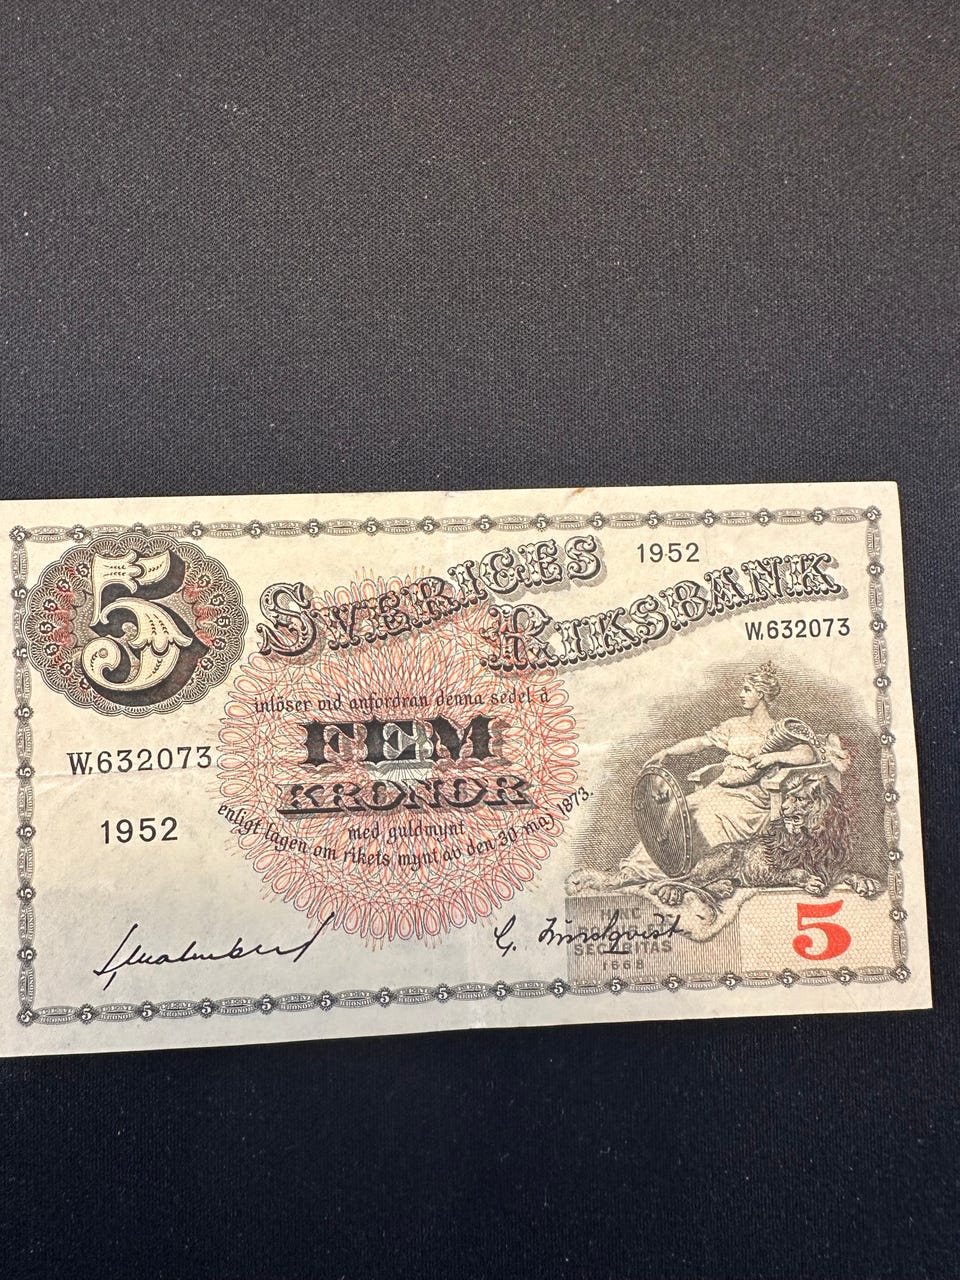 5
SVERIGES
1952
RIKSBANK
W,632073
inlöser vid anfordran denna sedel å
FEM
KRONOR
W,632073
med guldmynt
1952
enligt lagen om rikets mynt av den 30 maj 1873.
HINC
SECURITAS
1668
5